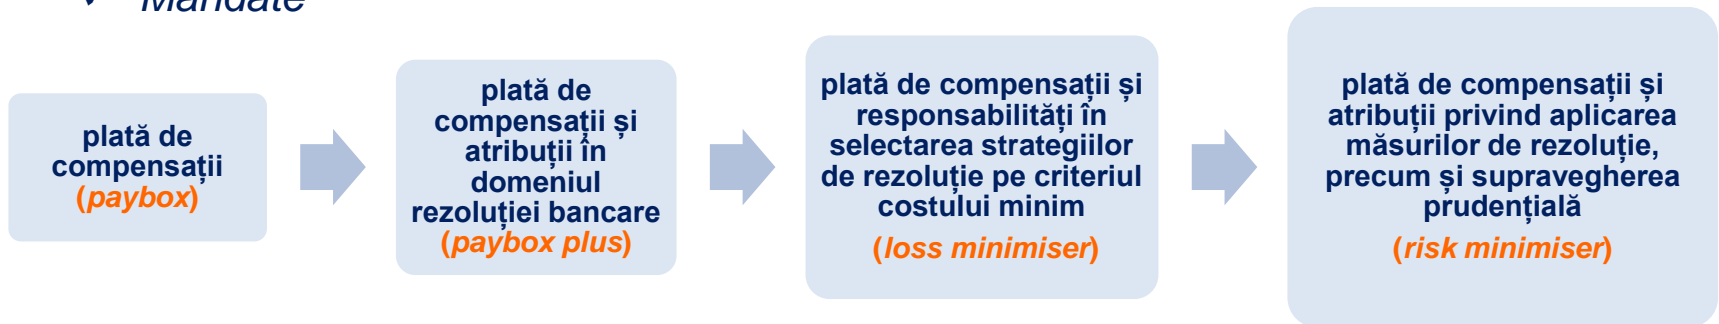 Mandate
plată de
compensații
(paybox)
plată de
compensații și
atribuții în
domeniul
rezoluției bancare
(paybox plus)
plată de compensații și
responsabilități în
selectarea strategiilor
de rezoluție pe criteriul
costului minim
(loss minimiser)
plată de compensații și
atribuții privind aplicarea
măsurilor de rezoluție,
precum și supravegherea
prudențială
(risk minimiser)